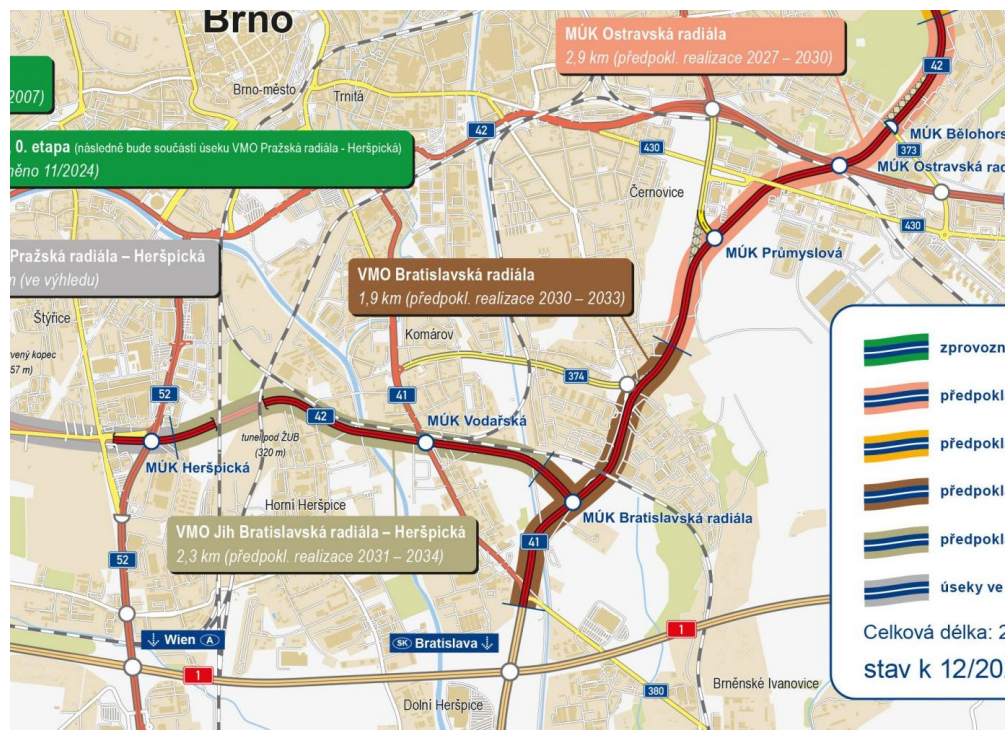 Brno
MÚK Ostravská radiála
2,9 km (předpokl. realizace 2027 – 2030)
42
2007)
Brno-město
Trnitá
42
430
MÚK Bělohors
373
MÚK Ostravská rad
0. etapa (následně bude součástí úseku VMO Pražská radiála - Heršpická)
něno 11/2024)
Černovice
430
MÚK Průmyslová
Pražská radiála – Heršpická
m (ve výhledu)
VMO Bratislavská radiála
1,9 km (předpokl. realizace 2030 – 2033)
Štýřice
vený kopec
57 m)
Komárov
374
52
41
42
MÚK Vodařská
tunel pod ŽUB
(320 m)
MÚK Heršpická
Horní Heršpice
MÚK Bratislavská radiála
VMO Jih Bratislavská radiála – Heršpická
2,3 km (předpokl. realizace 2031 – 2034)
41
52
Wien A
SK Bratislava
1
1
380
Dolní Heršpice
Brněnské Ivanovice
zprovozn
předpokl
předpokl
předpokl
předpokl
úseky ve
Celková délka: 2
stav k 12/20